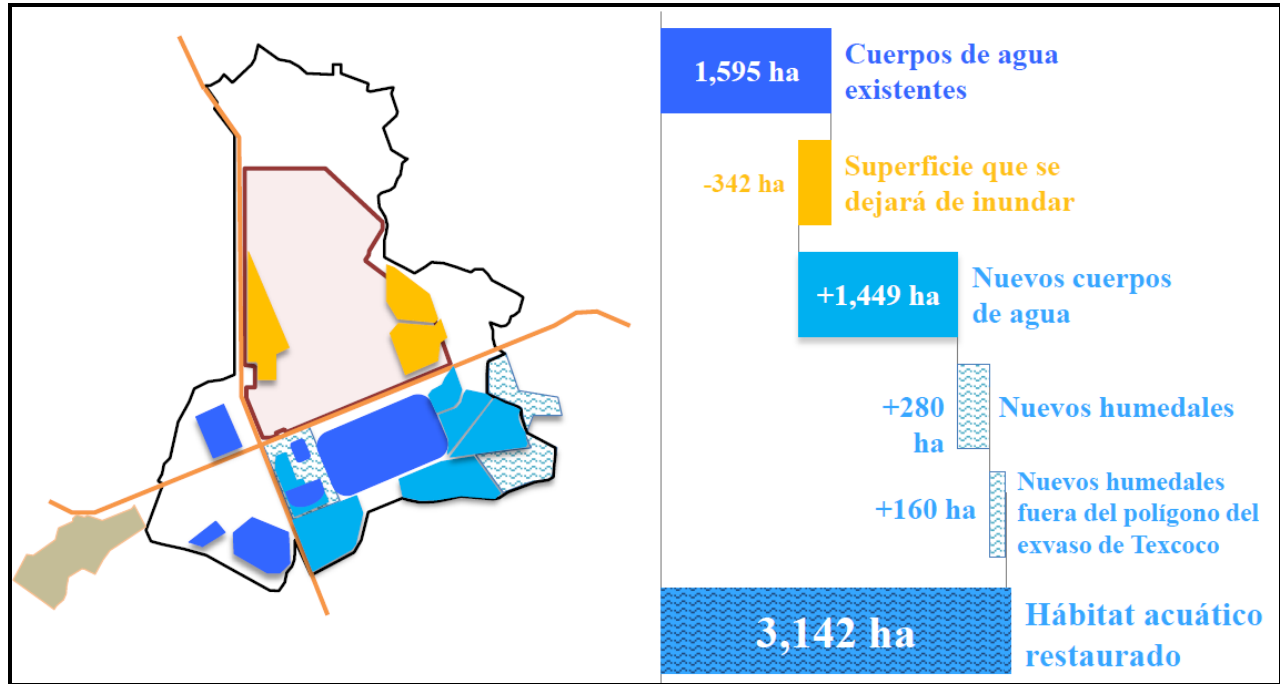 1,595 ha
Cuerpos de agua
existentes
-342 ha
Superficie que se
dejará de inundar
+1,449 ha
Nuevos cuerpos
de agua
+280
ha
Nuevos humedales
+160 ha
Nuevos humedales
fuera del polígono del
exvaso de Texcoco
3,142 ha
Hábitat acuático
restaurado